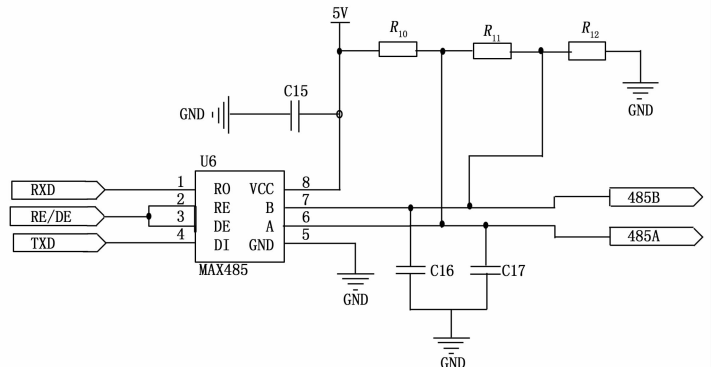 5V
R10
R11
R12
C15
GND
GND
U6
RXD
1
RO
VCC
8
2
RE
B
7
485B
RE/DE
3
DE
A
6
485A
TXD
4
DI
GND
5
MAX485
GND
C16
C17
GND